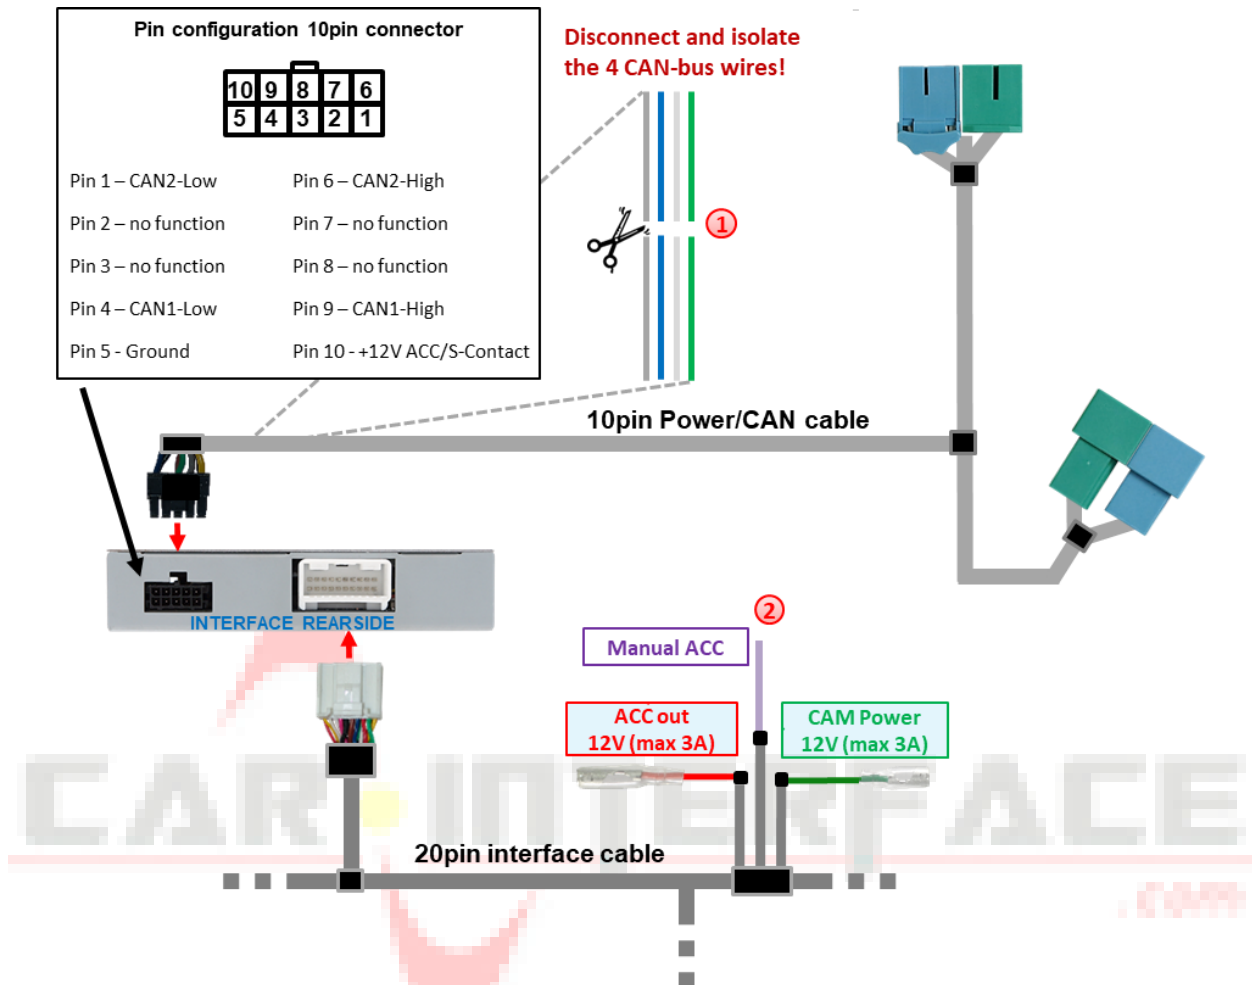 Pin configuration 10pin connector
10 9 8 7 6
5 4 3 2 1
Pin 1 – CAN2-Low
Pin 6 – CAN2-High
Pin 2 – no function
Pin 7 – no function
Pin 3 – no function
Pin 8 – no function
Pin 4 – CAN1-Low
Pin 9 – CAN1-High
Pin 5 - Ground
Pin 10 - +12V ACC/S-Contact
Disconnect and isolate
the 4 CAN-bus wires!
1
10pin Power/CAN cable
INTERFACE REARSIDE
2
Manual ACC
ACC out
12V (max 3A)
CAM Power
12V (max 3A)
20pin interface cable
CAR INTERFACE
.com